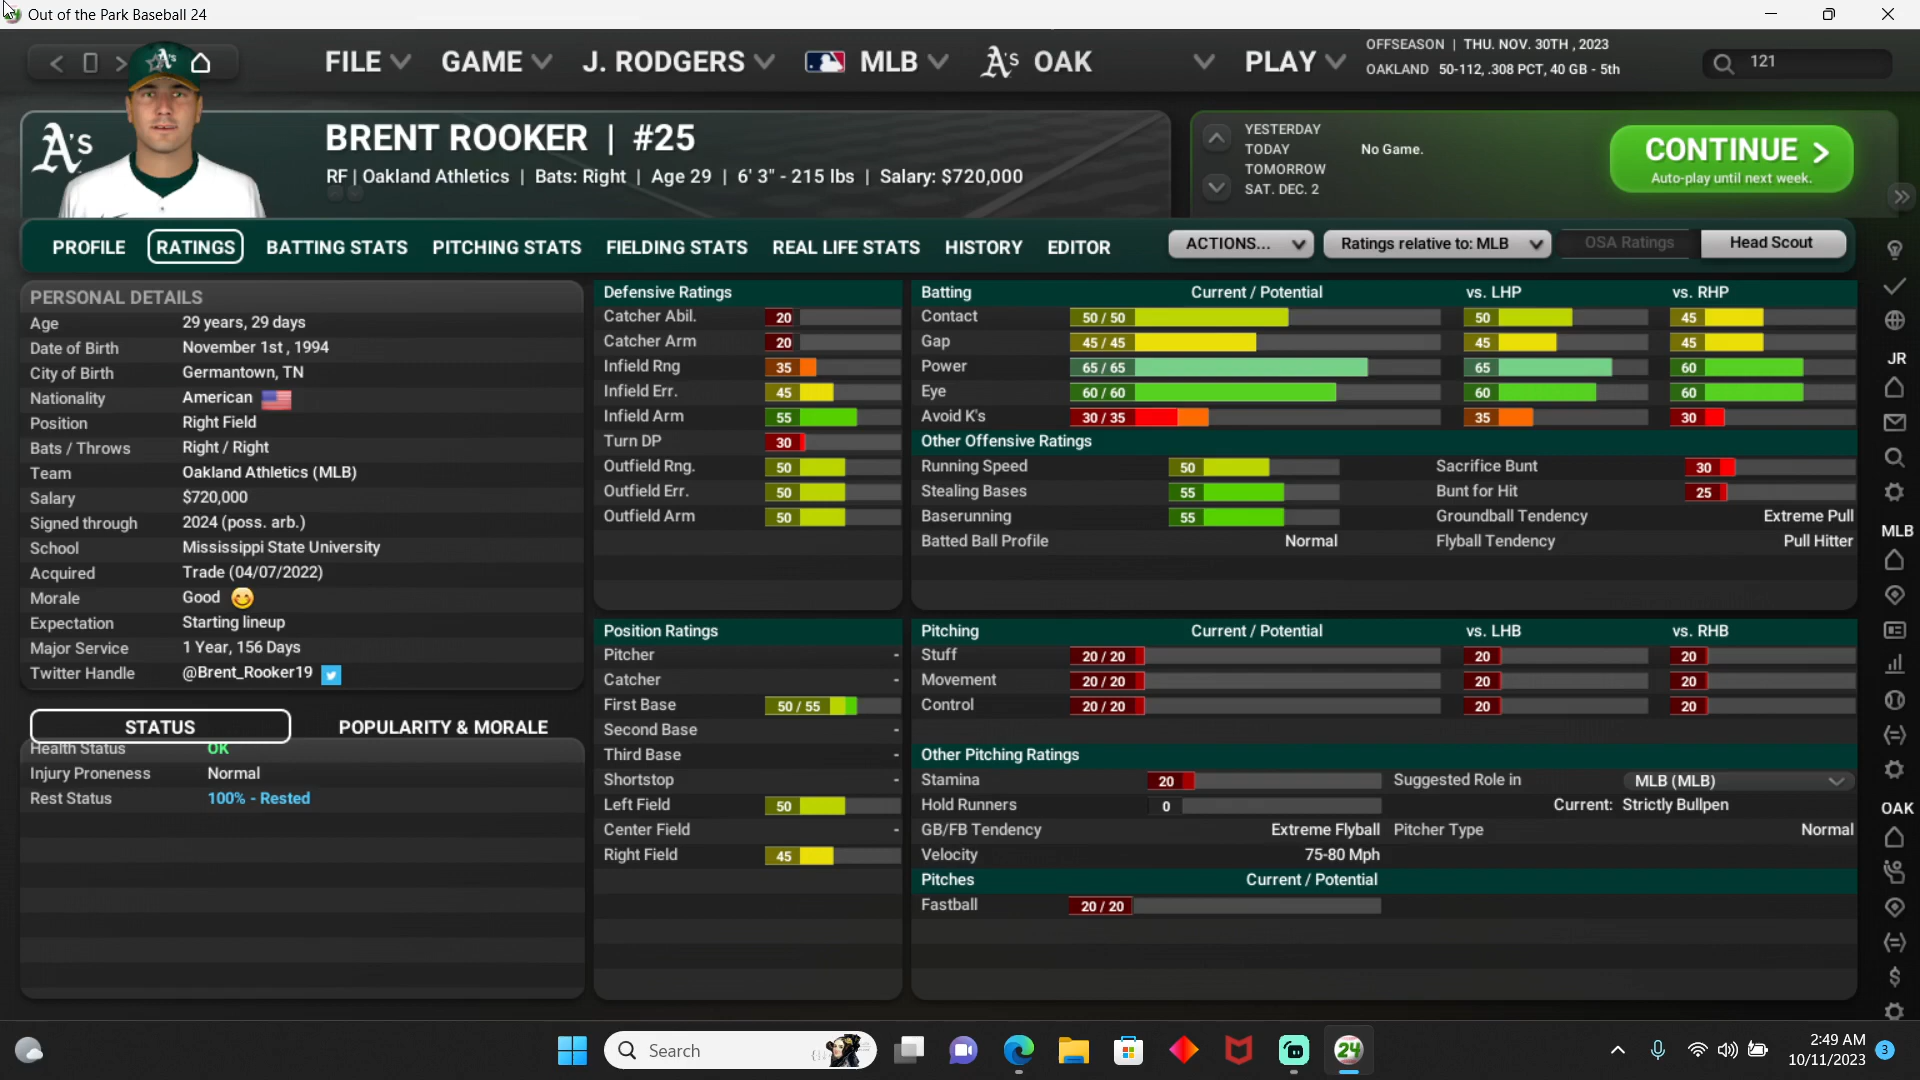 Out of the Park Baseball 24
FILE GAME J. RODGERS MLB A's OAK PLAY
OFFSEASON | THU. NOV. 30TH , 2023
OAKLAND 50-112, .308 PCT, 40 GB - 5th
121
A's
BRENT ROOKER | #25
RF | Oakland Athletics | Bats: Right | Age 29 | 6' 3" - 215 lbs | Salary: $720,000
YESTERDAY
TODAY No Game.
TOMORROW
SAT. DEC. 2
CONTINUE >
Auto-play until next week.
PROFILE RATINGS BATTING STATS PITCHING STATS FIELDING STATS REAL LIFE STATS HISTORY EDITOR ACTIONS... Ratings relative to: MLB OSA Ratings Head Scout
PERSONAL DETAILS
Age 29 years, 29 days
Date of Birth November 1st , 1994
City of Birth Germantown, TN
Nationality American
Position Right Field
Bats / Throws Right / Right
Team Oakland Athletics (MLB)
Salary $720,000
Signed through 2024 (poss. arb.)
School Mississippi State University
Acquired Trade (04/07/2022)
Morale Good
Expectation Starting lineup
Major Service 1 Year, 156 Days
Twitter Handle @Brent_Rooker19
STATUS POPULARITY & MORALE
Health Status OK
Injury Proneness Normal
Rest Status 100% - Rested
Defensive Ratings
Catcher Abil. 20
Catcher Arm 20
Infield Rng 35
Infield Err. 45
Infield Arm 55
Turn DP 30
Outfield Rng. 50
Outfield Err. 50
Outfield Arm 50
Position Ratings
Pitcher -
Catcher -
First Base 50 / 55
Second Base -
Third Base -
Shortstop -
Left Field 50
Center Field -
Right Field 45
Batting Current / Potential vs. LHP vs. RHP
Contact 50 / 50 50 45
Gap 45 / 45 45 45
Power 65 / 65 65 60
Eye 60 / 60 60 60
Avoid K's 30 / 35 35 30
Other Offensive Ratings
Running Speed 50 Sacrifice Bunt 30
Stealing Bases 55 Bunt for Hit 25
Baserunning 55 Groundball Tendency Extreme Pull
Batted Ball Profile Normal Flyball Tendency Pull Hitter
Pitching Current / Potential vs. LHB vs. RHB
Stuff 20 / 20 20 20
Movement 20 / 20 20 20
Control 20 / 20 20 20
Other Pitching Ratings
Stamina 20 Suggested Role in MLB (MLB)
Hold Runners 0 Current: Strictly Bullpen
GB/FB Tendency Extreme Flyball Pitcher Type Normal
Velocity 75-80 Mph
Pitches Current / Potential
Fastball 20 / 20
JR
MLB
OAK
Search
24
2:49 AM
10/11/2023
3